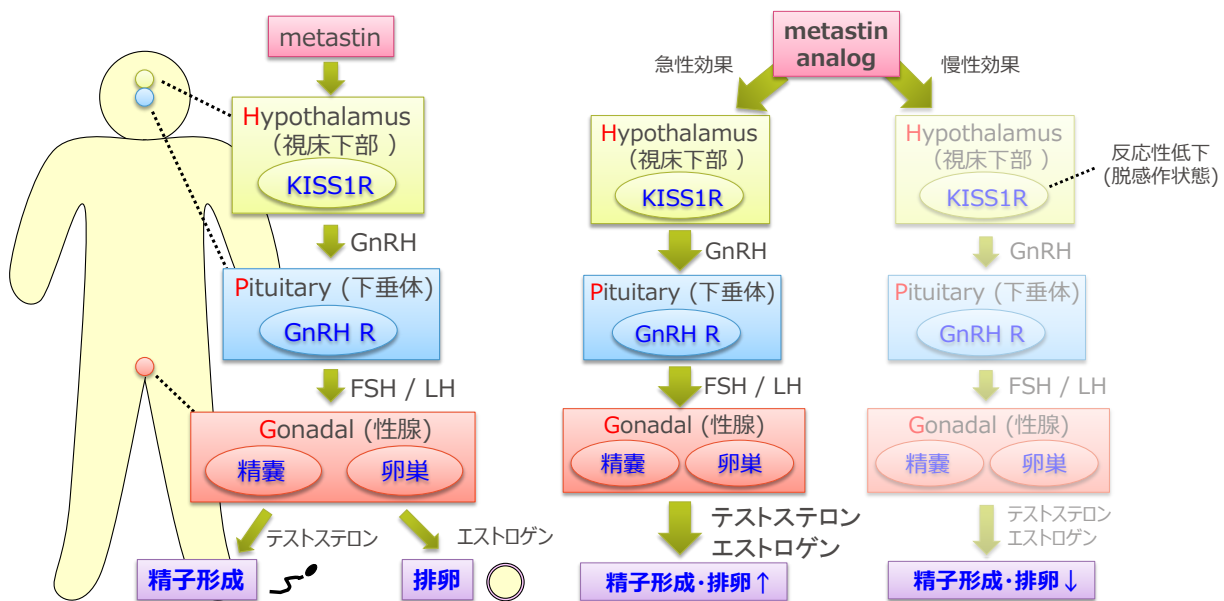 metastin
Hypothalamus
（視床下部 ）
KISS1R
GnRH
Pituitary (下垂体)
GnRH R
FSH / LH
Gonadal (性腺)
精嚢
卵巣
テストステロン
エストロゲン
精子形成
排卵
metastin
analog
急性効果
慢性効果
Hypothalamus
（視床下部 ）
KISS1R
GnRH
Pituitary (下垂体)
GnRH R
FSH / LH
Gonadal (性腺)
精嚢
卵巣
テストステロン
エストロゲン
精子形成・排卵↑
Hypothalamus
（視床下部 ）
KISS1R
反応性低下
(脱感作状態)
GnRH
Pituitary (下垂体)
GnRH R
FSH / LH
Gonadal (性腺)
精嚢
卵巣
テストステロン
エストロゲン
精子形成・排卵↓